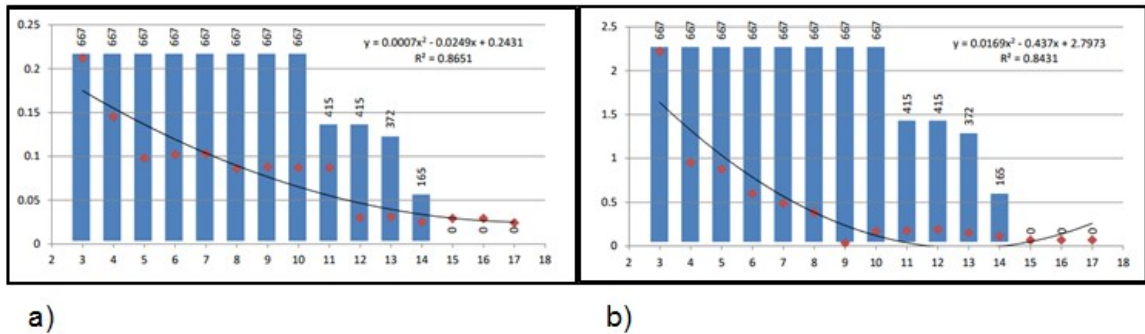 667 667 667 667 667 667 667 667 415 415 372 165 0 0 0
y = 0.0007x² - 0.0249x + 0.2431
R² = 0.8651
0.25
0.2
0.15
0.1
0.05
0
2 3 4 5 6 7 8 9 10 11 12 13 14 15 16 17 18
a)
667 667 667 667 667 667 667 667 415 415 372 165 0 0 0
y = 0.0169x² - 0.437x + 2.7973
R² = 0.8431
2.5
2
1.5
1
0.5
0
2 3 4 5 6 7 8 9 10 11 12 13 14 15 16 17 18
b)